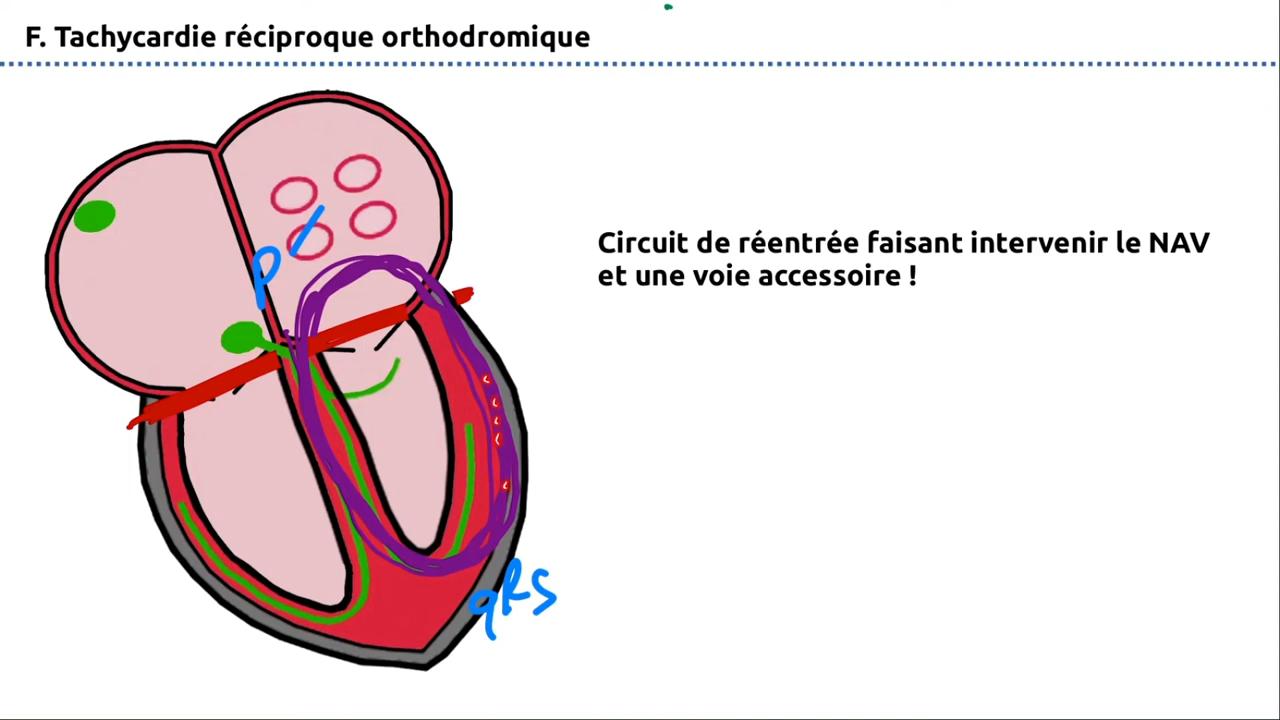 F. Tachycardie réciproque orthodromique
Circuit de réentrée faisant intervenir le NAV
et une voie accessoire !
P'
qRS